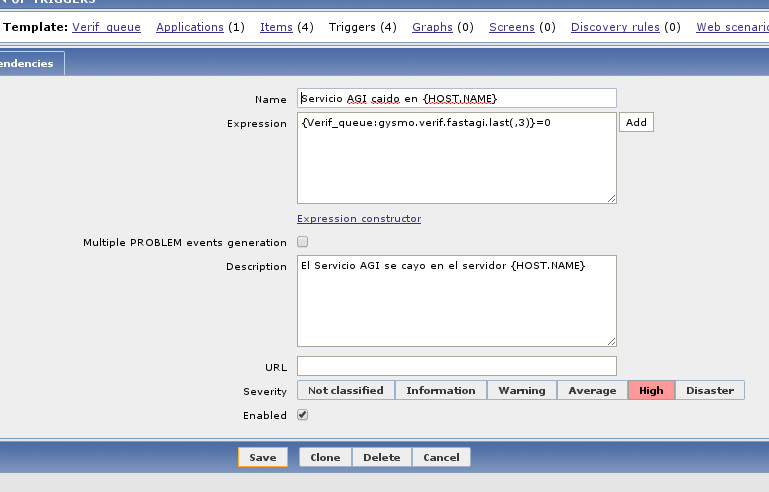 Template: Verif_queue Applications (1) Items (4) Triggers (4) Graphs (0) Screens (0) Discovery rules (0) Web scenario
endencies
Name Servicio AGI caido en {HOST.NAME}
Expression {Verif_queue:gysmo.verif.fastagi.last(,3)}=0 Add
Expression constructor
Multiple PROBLEM events generation
Description El Servicio AGI se cayo en el servidor {HOST.NAME}
URL
Severity Not classified Information Warning Average High Disaster
Enabled
Save Clone Delete Cancel